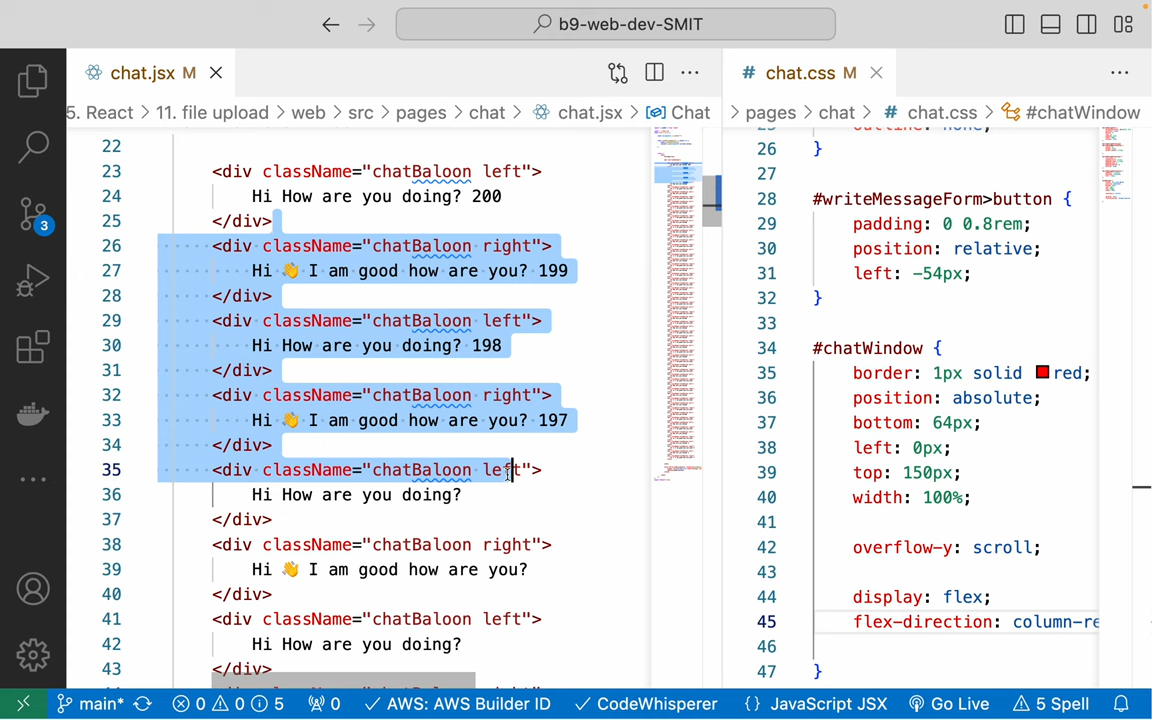 b9-web-dev-SMIT
chat.jsx M
# chat.css M
5. React > 11. file upload > web > src > pages > chat > chat.jsx > Chat
> pages > chat > # chat.css > #chatWindow
22
23 <div className="chatBaloon left">
24 Hi How are you doing? 200
25 </div>
26 <div className="chatBaloon right">
27 Hi 👋 I am good how are you? 199
28 </div>
29 <div className="chatBaloon left">
30 Hi How are you doing? 198
31 </div>
32 <div className="chatBaloon right">
33 Hi 👋 I am good how are you? 197
34 </div>
35 <div className="chatBaloon left">
36 Hi How are you doing?
37 </div>
38 <div className="chatBaloon right">
39 Hi 👋 I am good how are you?
40 </div>
41 <div className="chatBaloon left">
42 Hi How are you doing?
43 </div>
26 }
27
28 #writeMessageForm>button {
29 padding: 0 0.8rem;
30 position: relative;
31 left: -54px;
32 }
33
34 #chatWindow {
35 border: 1px solid red;
36 position: absolute;
37 bottom: 64px;
38 left: 0px;
39 top: 150px;
40 width: 100%;
41
42 overflow-y: scroll;
43
44 display: flex;
45 flex-direction: column-re
46
47 }
3
main* 0 0 5 0 AWS: AWS Builder ID CodeWhisperer {} JavaScript JSX Go Live 5 Spell